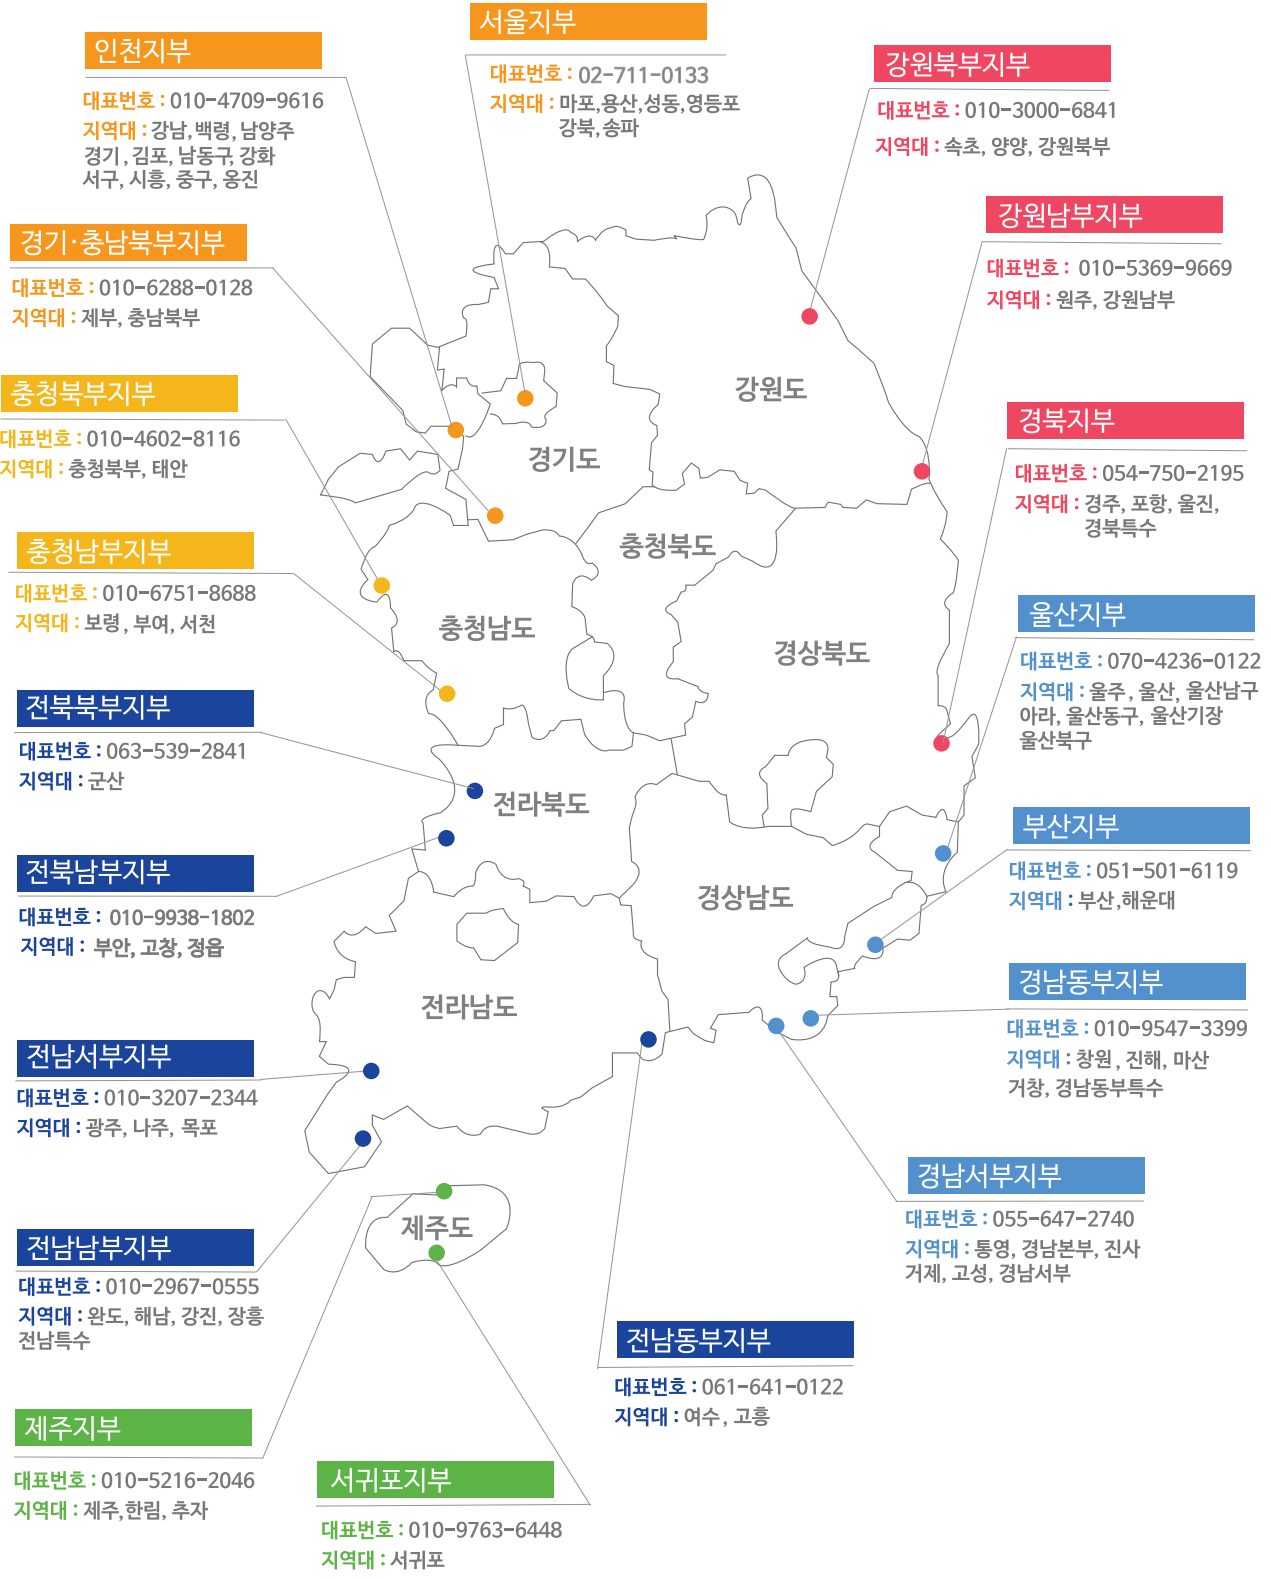 서울지부
대표번호 : 02-711-0133
지역대 : 마포,용산,성동,영등포
강북,송파
인천지부
대표번호 : 010-4709-9616
지역대 : 강남,백령, 남양주
경기 , 김포, 남동구, 강화
서구, 시흥, 중구, 옹진
강원북부지부
대표번호 : 010-3000-6841
지역대 : 속초, 양양, 강원북부
강원남부지부
대표번호 : 010-5369-9669
지역대 : 원주, 강원남부
경기·충남북부지부
대표번호 : 010-6288-0128
지역대 : 제부, 충남북부
충청북부지부
대표번호 : 010-4602-8116
지역대 : 충청북부, 태안
경북지부
대표번호 : 054-750-2195
지역대 : 경주, 포항, 울진,
경북특수
충청남부지부
대표번호 : 010-6751-8688
지역대 : 보령 , 부여, 서천
울산지부
대표번호 : 070-4236-0122
지역대 : 울주 , 울산, 울산남구
아라, 울산동구, 울산기장
울산북구
전북북부지부
대표번호 : 063-539-2841
지역대 : 군산
부산지부
대표번호 : 051-501-6119
지역대 : 부산,해운대
전북남부지부
대표번호 : 010-9938-1802
지역대 : 부안, 고창, 정읍
경남동부지부
대표번호 : 010-9547-3399
지역대 : 창원 , 진해, 마산
거창, 경남동부특수
전남서부지부
대표번호 : 010-3207-2344
지역대 : 광주, 나주, 목포
경남서부지부
대표번호 : 055-647-2740
지역대 : 통영, 경남본부, 진사
거제, 고성, 경남서부
전남남부지부
대표번호 : 010-2967-0555
지역대 : 완도, 해남, 강진, 장흥
전남특수
전남동부지부
대표번호 : 061-641-0122
지역대 : 여수 , 고흥
제주지부
대표번호 : 010-5216-2046
지역대 : 제주,한림, 추자
서귀포지부
대표번호 : 010-9763-6448
지역대 : 서귀포
강원도
경기도
충청북도
충청남도
경상북도
전라북도
경상남도
전라남도
제주도